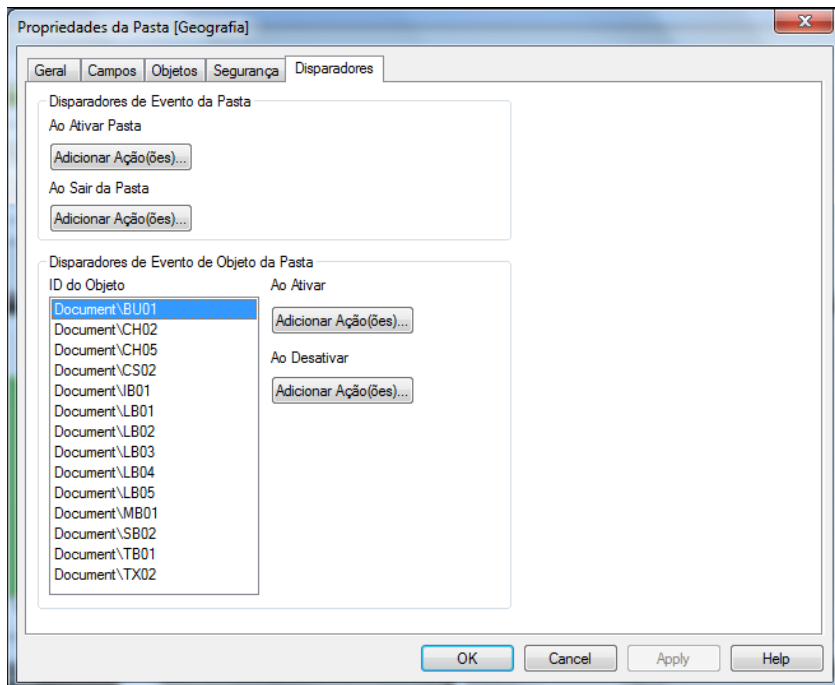 Propriedades da Pasta [Geografia]
Geral Campos Objetos Segurança Disparadores
Disparadores de Evento da Pasta
Ao Ativar Pasta
Adicionar Ação(ões)...
Ao Sair da Pasta
Adicionar Ação(ões)...
Disparadores de Evento de Objeto da Pasta
ID do Objeto
Document\BU01
Document\CH02
Document\CH05
Document\CS02
Document\IB01
Document\LB01
Document\LB02
Document\LB03
Document\LB04
Document\LB05
Document\MB01
Document\SB02
Document\TB01
Document\TX02
Ao Ativar
Adicionar Ação(ões)...
Ao Desativar
Adicionar Ação(ões)...
OK Cancel Apply Help